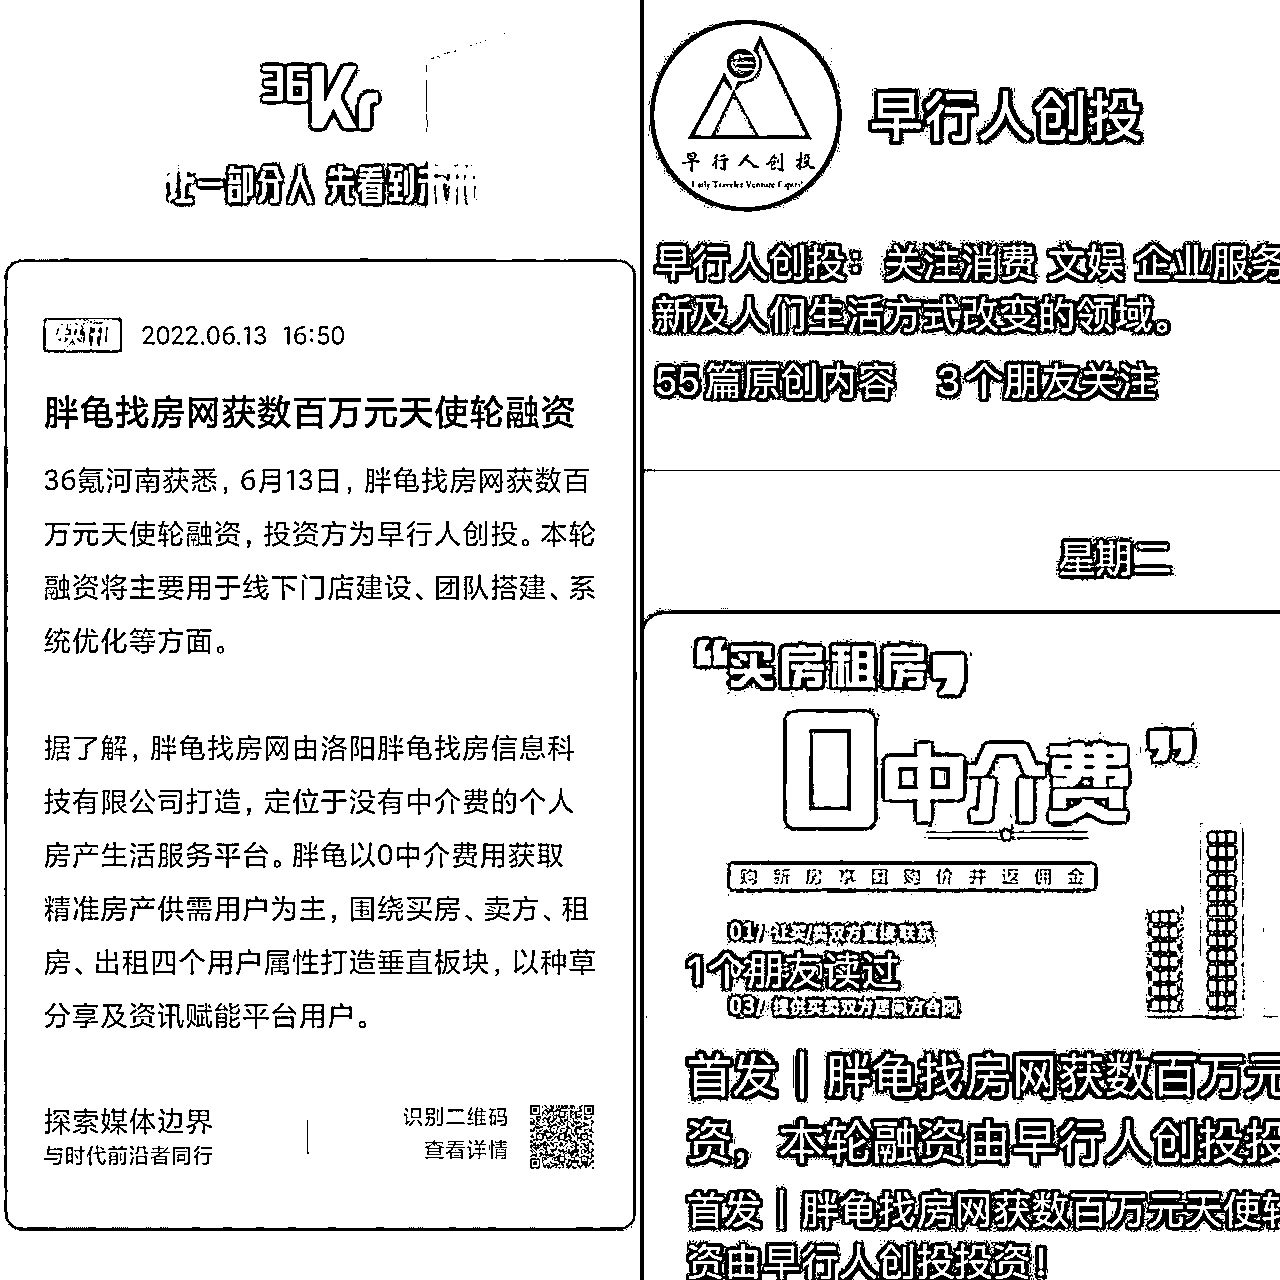 36Kr
让一部分人 先看到未来
快讯 2022.06.13 16:50
胖龟找房网获数百万元天使轮融资
36氪河南获悉，6月13日，胖龟找房网获数百
万元天使轮融资，投资方为早行人创投。本轮
融资将主要用于线下门店建设、团队搭建、系
统优化等方面。
据了解，胖龟找房网由洛阳胖龟找房信息科
技有限公司打造，定位于没有中介费的个人
房产生活服务平台。胖龟以0中介费用获取
精准房产供需用户为主，围绕买房、卖方、租
房、出租四个用户属性打造垂直板块，以种草
分享及资讯赋能平台用户。
探索媒体边界
与时代前沿者同行
识别二维码
查看详情
早行人创投
Early Traveler Venture Capital
早行人创投
早行人创投：关注消费 文娱 企业服务
新及人们生活方式改变的领域。
55篇原创内容 3个朋友关注
星期二
“买房租房，
0中介费”
购新房享团购价并返佣金
01/ 让买/卖双方直接联系
1个朋友读过
03/ 提供买卖双方居间方合同
首发｜胖龟找房网获数百万元
资，本轮融资由早行人创投投
首发｜胖龟找房网获数百万元天使轮
资由早行人创投投资！